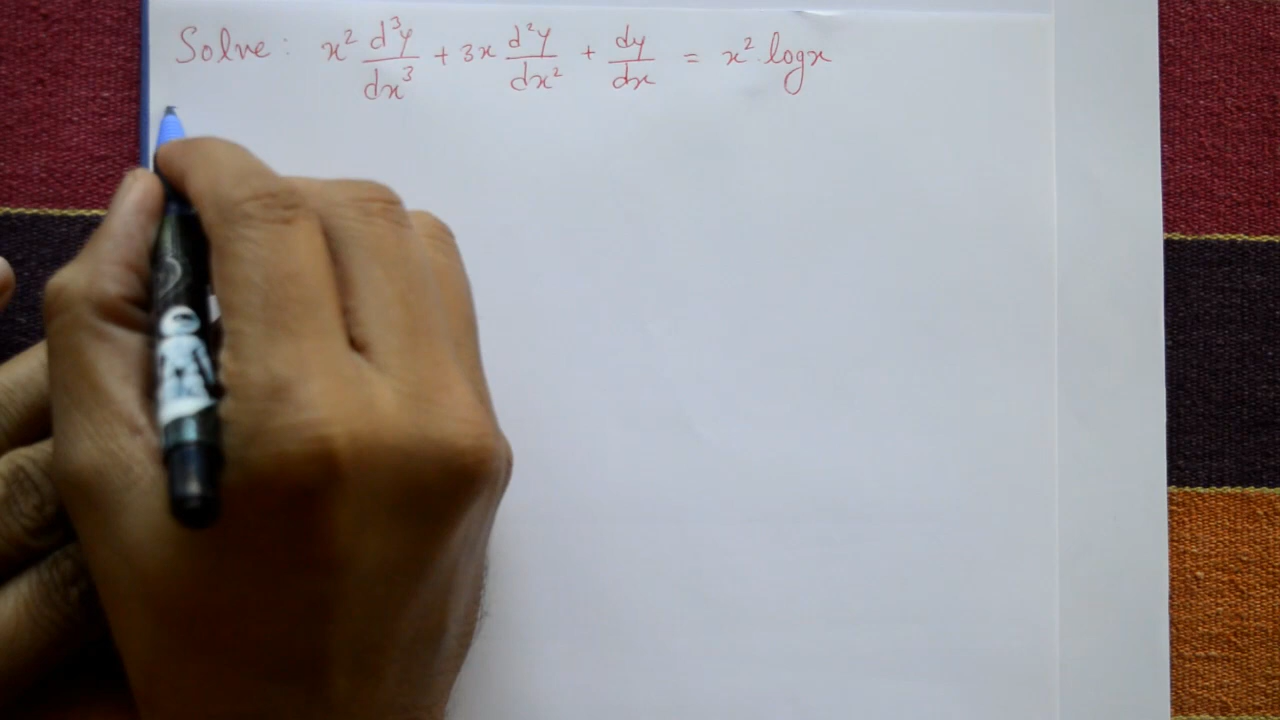 Solve: x² d³y/dx³ + 3x d²y/dx² + dy/dx = x² logx